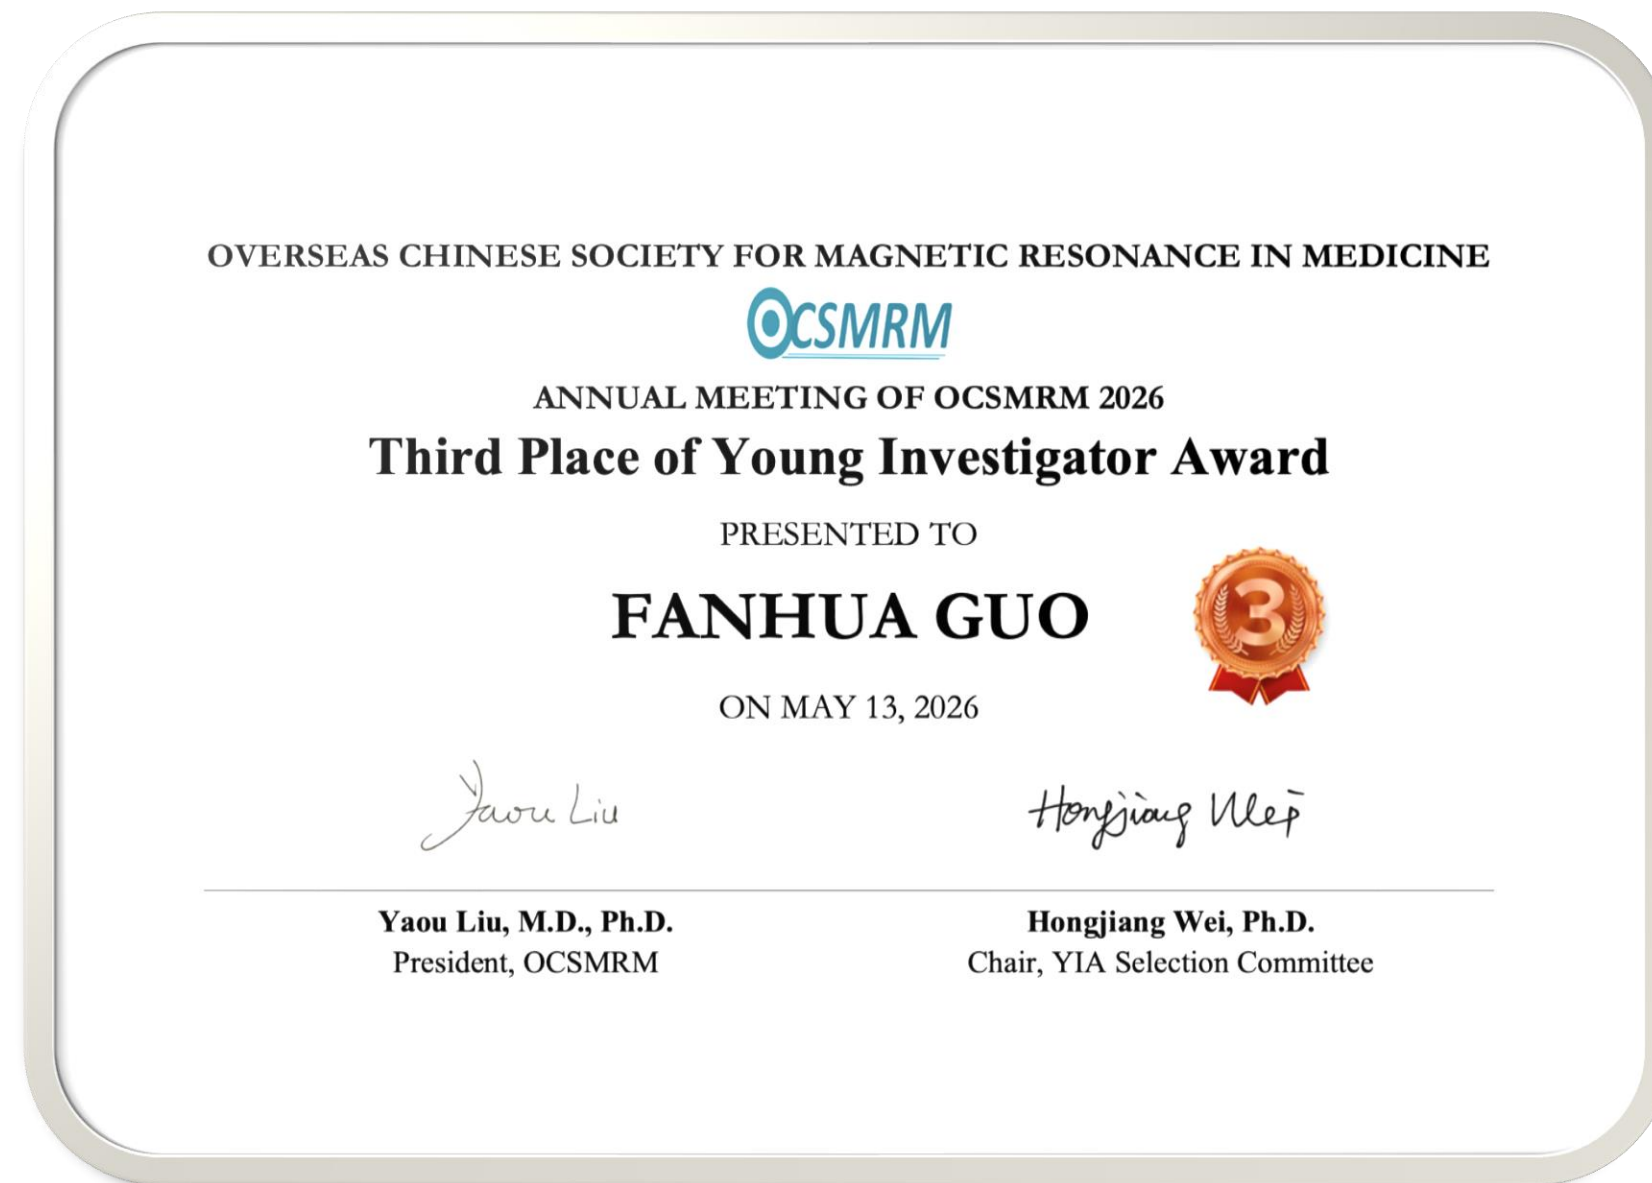 OVERSEAS CHINESE SOCIETY FOR MAGNETIC RESONANCE IN MEDICINE
OCSMRM
ANNUAL MEETING OF OCSMRM 2026
Third Place of Young Investigator Award
PRESENTED TO
FANHUA GUO
3
ON MAY 13, 2026
Yaou Liu
Hongjiang Wei
Yaou Liu, M.D., Ph.D.
Hongjiang Wei, Ph.D.
President, OCSMRM
Chair, YIA Selection Committee